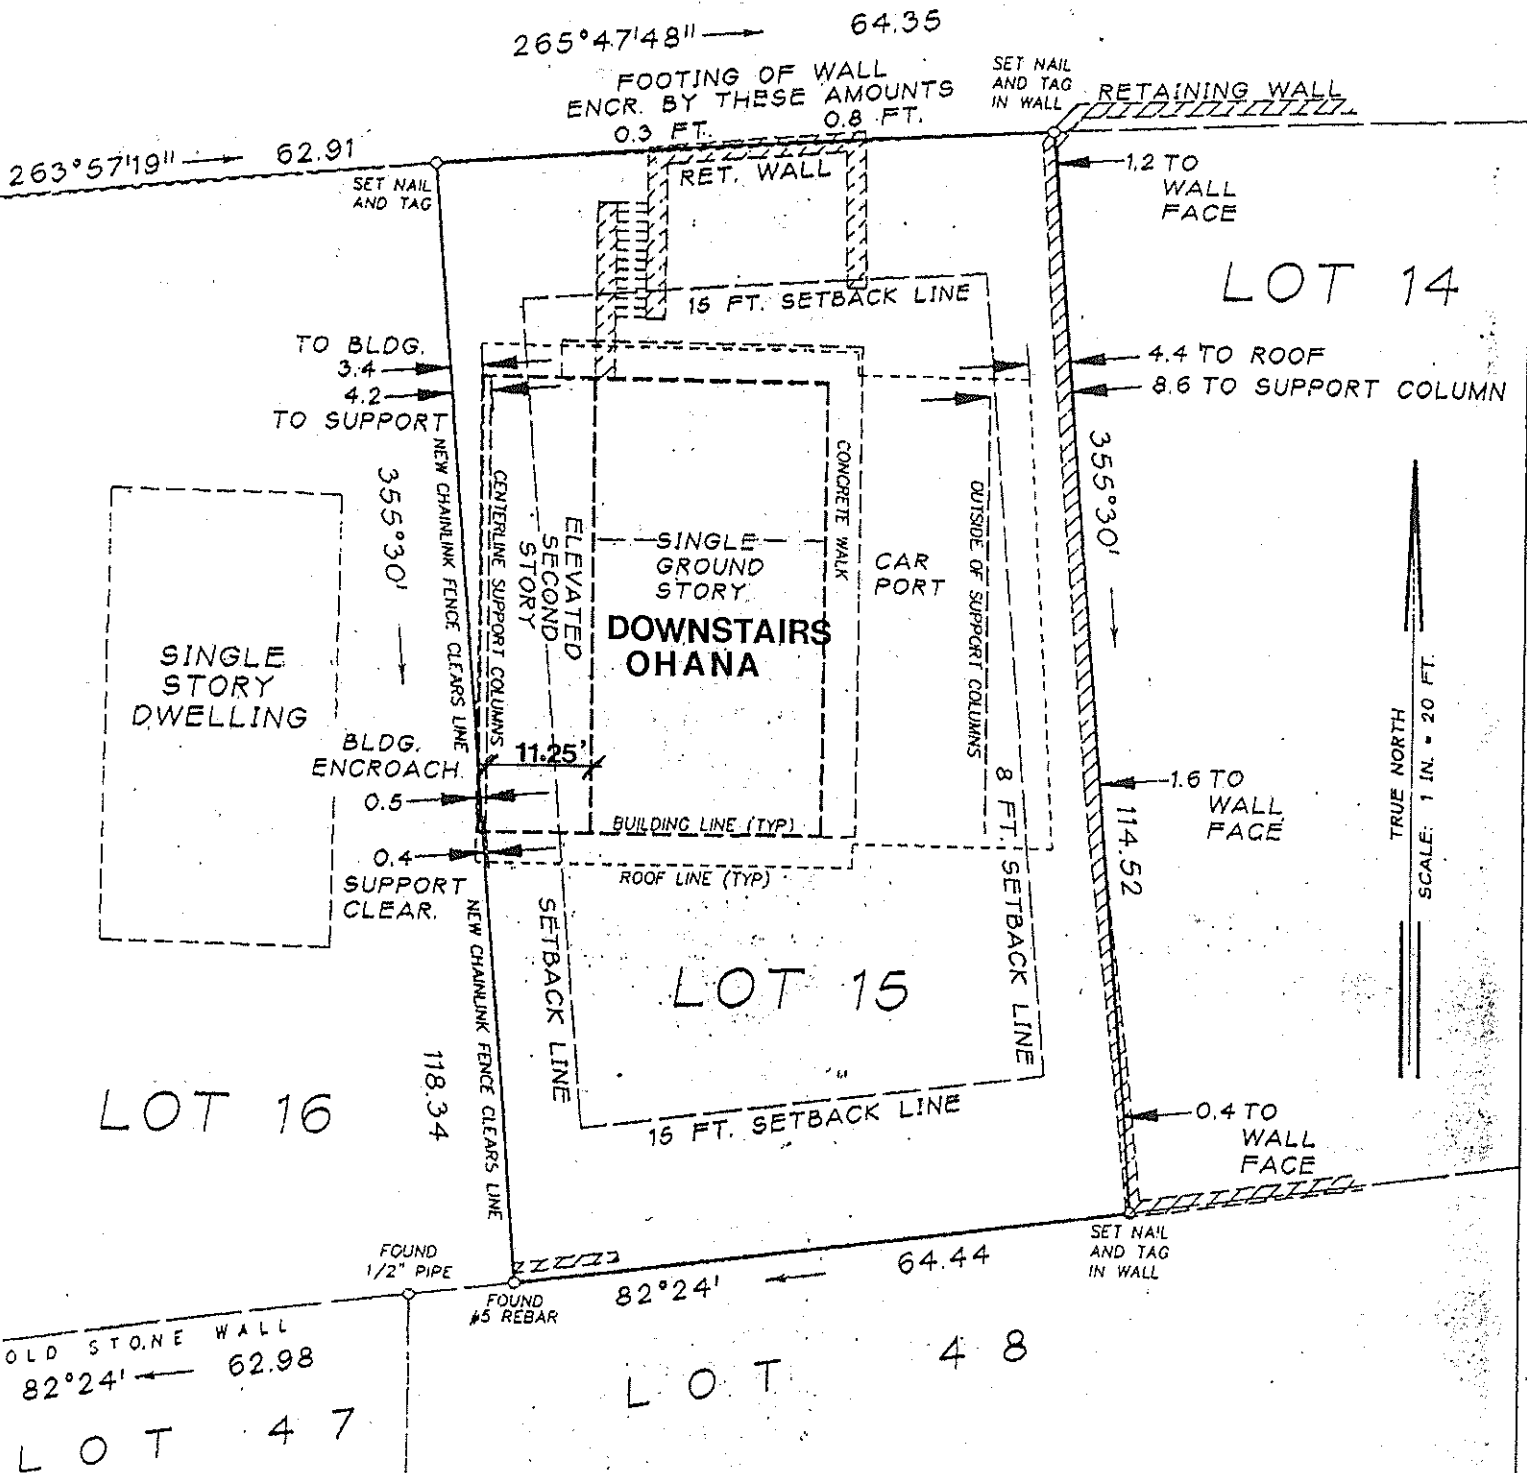 265°47'48" 64.35
FOOTING OF WALL
ENCR. BY THESE AMOUNTS
0.3 FT. 0.8 FT.
SET NAIL
AND TAG
IN WALL
RETAINING WALL
263°57'19" 62.91
SET NAIL
AND TAG
RET. WALL
1.2 TO
WALL
FACE
LOT 14
15 FT. SETBACK LINE
TO BLDG.
3.4
4.2
TO SUPPORT
4.4 TO ROOF
8.6 TO SUPPORT COLUMN
355°30'
NEW CHAINLINK FENCE CLEARS LINE
CENTERLINE SUPPORT COLUMNS
ELEVATED
SECOND
STORY
SINGLE
GROUND
STORY
CONCRETE WALK
CAR
PORT
OUTSIDE OF SUPPORT COLUMNS
355°30'
DOWNSTAIRS
OHANA
SINGLE
STORY
DWELLING
BLDG.
ENCROACH.
0.5
11.25'
BUILDING LINE (TYP)
8 FT. SETBACK LINE
1.6 TO
WALL
FACE
114.52
TRUE NORTH
SCALE: 1 IN. = 20 FT.
0.4
SUPPORT
CLEAR.
ROOF LINE (TYP)
NEW CHAINLINK FENCE CLEARS LINE
SETBACK LINE
LOT 15
118.34
LOT 16
15 FT. SETBACK LINE
0.4 TO
WALL
FACE
FOUND
1/2" PIPE
FOUND
#5 REBAR
82°24' 64.44
SET NAIL
AND TAG
IN WALL
OLD STONE WALL
82°24' 62.98
LOT 48
LOT 47